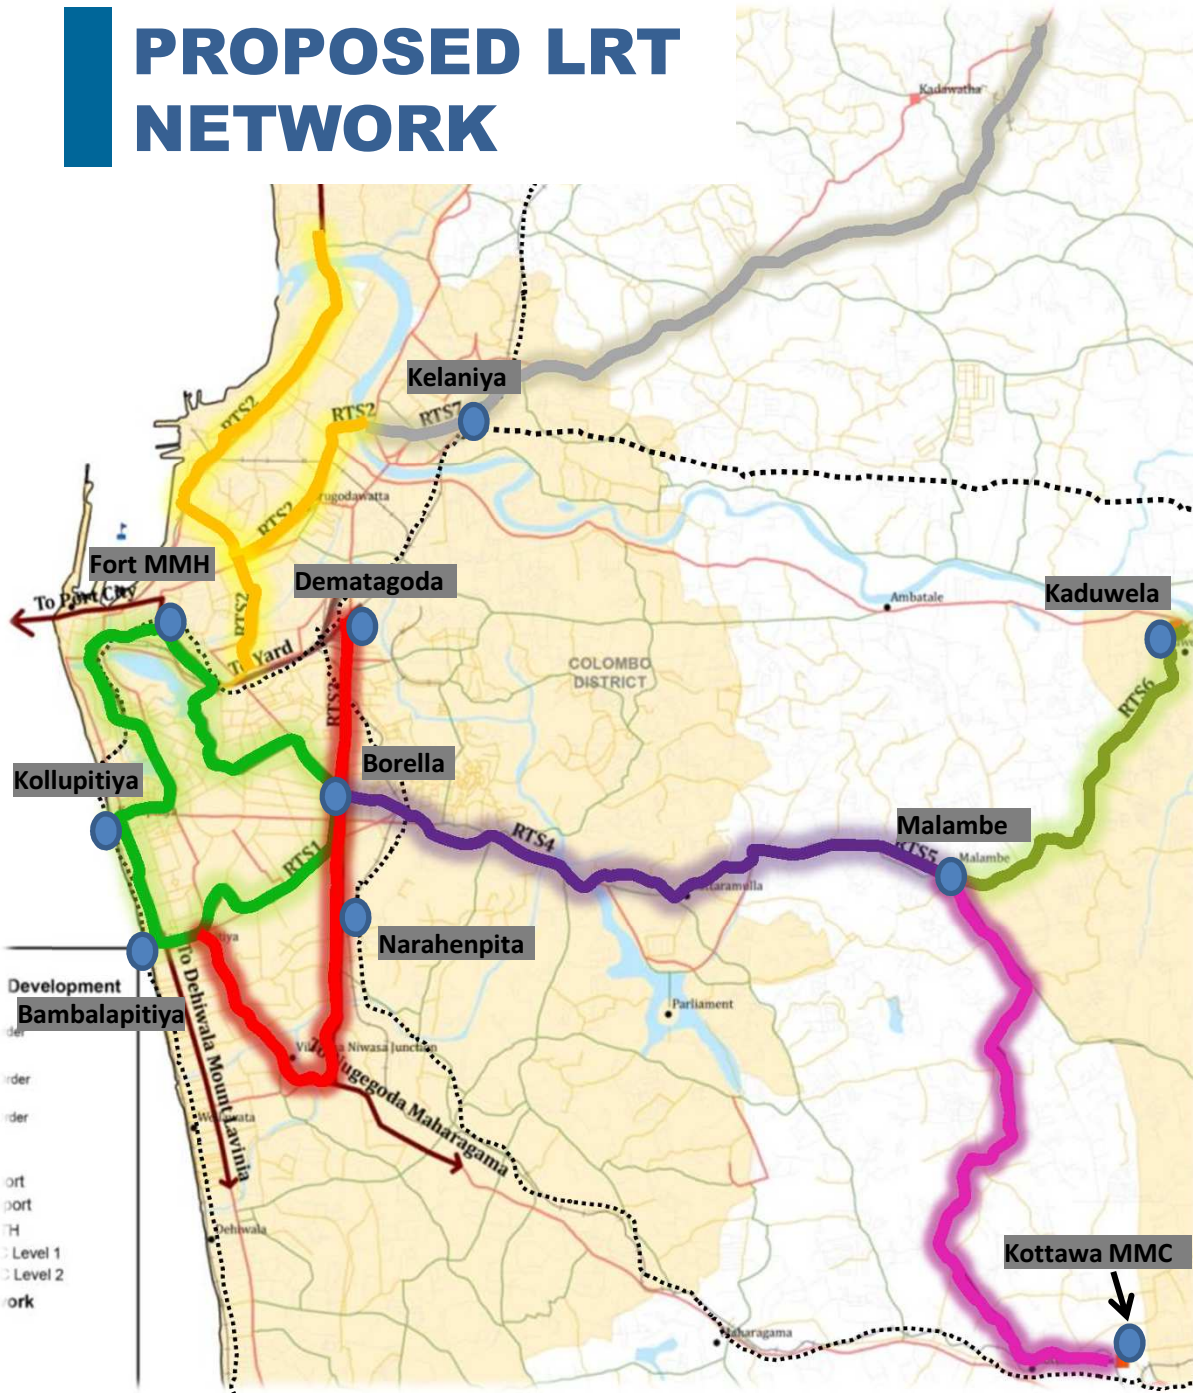 PROPOSED LRT
NETWORK
Kadawatha
Kelaniya
RTS2
RTS2
RTS7
RTS2
Fort MMH
Dematagoda
To Port City
RTS2
To Yard
Ambatale
Kaduwela
COLOMBO
DISTRICT
RTS6
Borella
Kollupitiya
RTS4
RTS1
Malambe
RTS5
Malambe
Narahenpita
Development
Bambalapitiya
Parliament
To Dehiwala Mount Lavinia
Niwasa Junction
To Nugegoda Maharagama
Dehiwala
Level 1
Level 2
Kottawa MMC